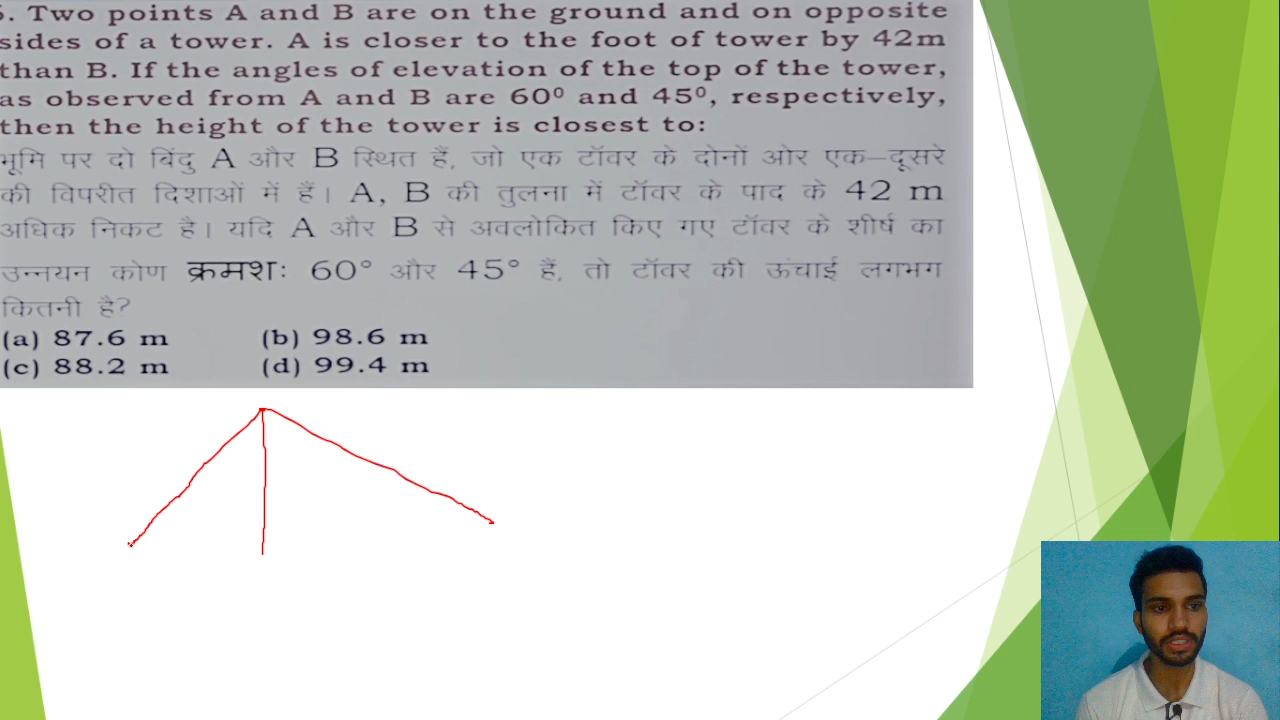 5. Two points A and B are on the ground and on opposite
sides of a tower. A is closer to the foot of tower by 42m
than B. If the angles of elevation of the top of the tower,
as observed from A and B are 60⁰ and 45⁰, respectively,
then the height of the tower is closest to:
भूमि पर दो बिंदु A और B स्थित हैं, जो एक टॉवर के दोनों ओर एक–दूसरे
की विपरीत दिशाओं में हैं। A, B की तुलना में टॉवर के पाद के 42 m
अधिक निकट है। यदि A और B से अवलोकित किए गए टॉवर के शीर्ष का
उन्नयन कोण क्रमशः 60° और 45° हैं, तो टॉवर की ऊंचाई लगभग
कितनी है?
(a) 87.6 m (b) 98.6 m
(c) 88.2 m (d) 99.4 m